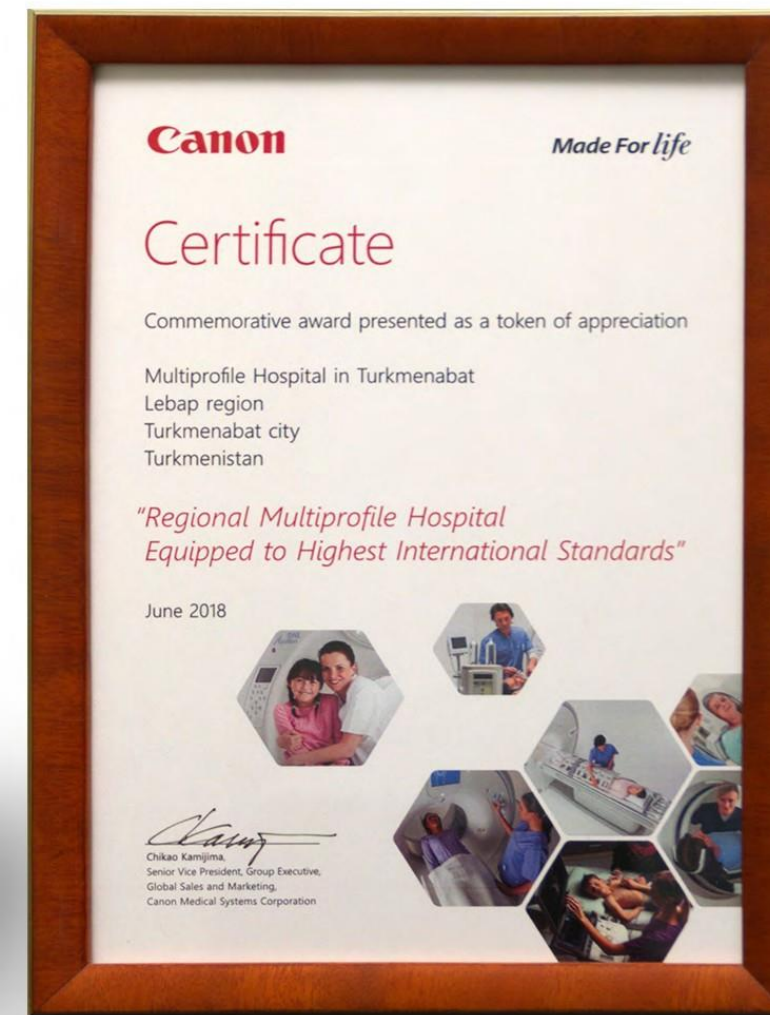 Canon
Made For life
Certificate
Commemorative award presented as a token of appreciation
Multiprofile Hospital in Turkmenabat
Lebap region
Turkmenabat city
Turkmenistan
"Regional Multiprofile Hospital
Equipped to Highest International Standards"
June 2018
Chikao Kamijima,
Senior Vice President, Group Executive,
Global Sales and Marketing,
Canon Medical Systems Corporation